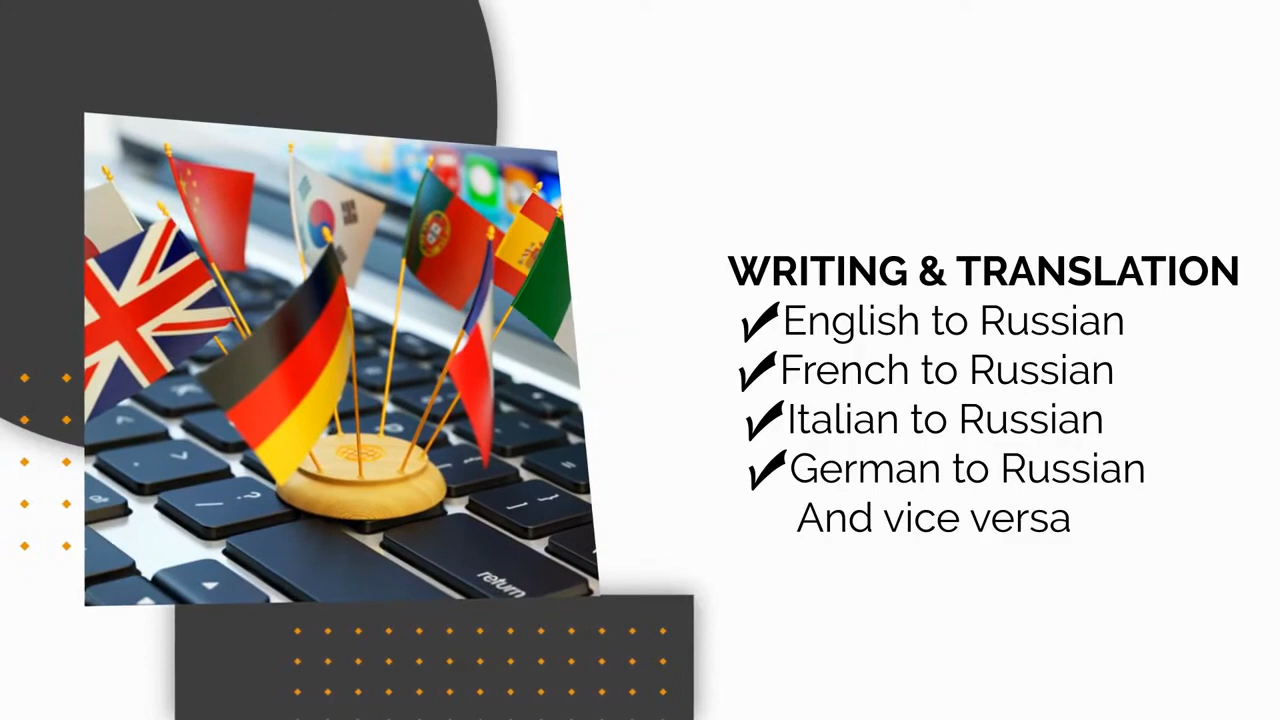 WRITING & TRANSLATION
✓English to Russian
✓French to Russian
✓Italian to Russian
✓German to Russian
And vice versa
return